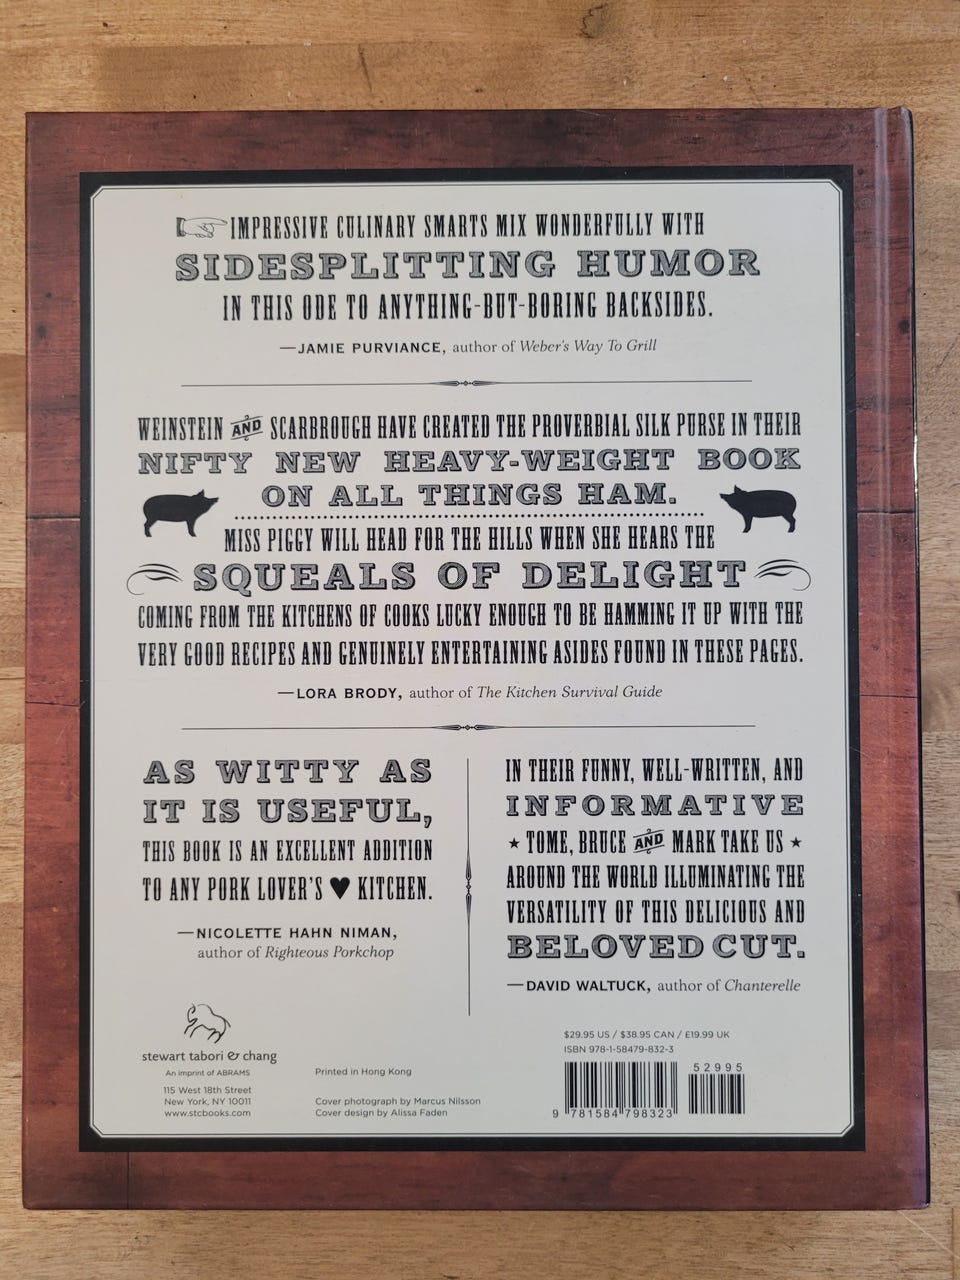 IMPRESSIVE CULINARY SMARTS MIX WONDERFULLY WITH
SIDESPLITTING HUMOR
IN THIS ODE TO ANYTHING-BUT-BORING BACKSIDES.
—JAMIE PURVIANCE, author of Weber's Way To Grill
WEINSTEIN AND SCARBROUGH HAVE CREATED THE PROVERBIAL SILK PURSE IN THEIR
NIFTY NEW HEAVY-WEIGHT BOOK
ON ALL THINGS HAM.
MISS PIGGY WILL HEAD FOR THE HILLS WHEN SHE HEARS THE
SQUEALS OF DELIGHT
COMING FROM THE KITCHENS OF COOKS LUCKY ENOUGH TO BE HAMMING IT UP WITH THE
VERY GOOD RECIPES AND GENUINELY ENTERTAINING ASIDES FOUND IN THESE PAGES.
—LORA BRODY, author of The Kitchen Survival Guide
AS WITTY AS
IT IS USEFUL,
THIS BOOK IS AN EXCELLENT ADDITION
TO ANY PORK LOVER'S ♥ KITCHEN.
—NICOLETTE HAHN NIMAN,
author of Righteous Porkchop
IN THEIR FUNNY, WELL-WRITTEN, AND
INFORMATIVE
★ TOME, BRUCE AND MARK TAKE US ★
AROUND THE WORLD ILLUMINATING THE
VERSATILITY OF THIS DELICIOUS AND
BELOVED CUT.
—DAVID WALTUCK, author of Chanterelle
stewart tabori & chang
An imprint of ABRAMS
115 West 18th Street
New York, NY 10011
www.stcbooks.com
Printed in Hong Kong
Cover photograph by Marcus Nilsson
Cover design by Alissa Faden
$29.95 US / $38.95 CAN / £19.99 UK
ISBN 978-1-58479-832-3
52995
9 781584 798323